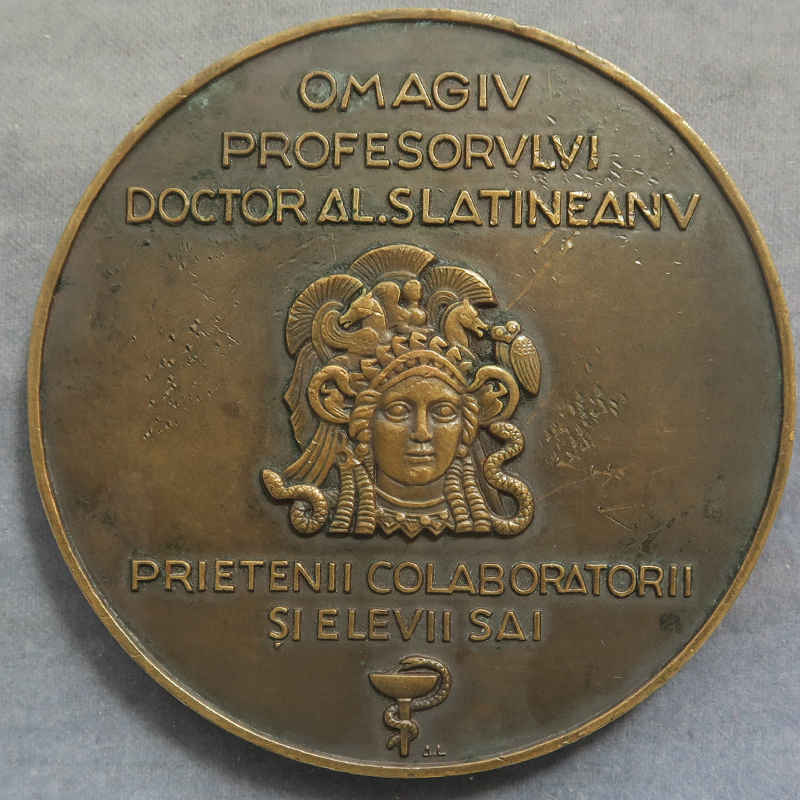 OMAGIV
PROFESORVLVI
DOCTOR AL.SLATINEANV
PRIETENII COLABORATORII
ȘI ELEVII SAI